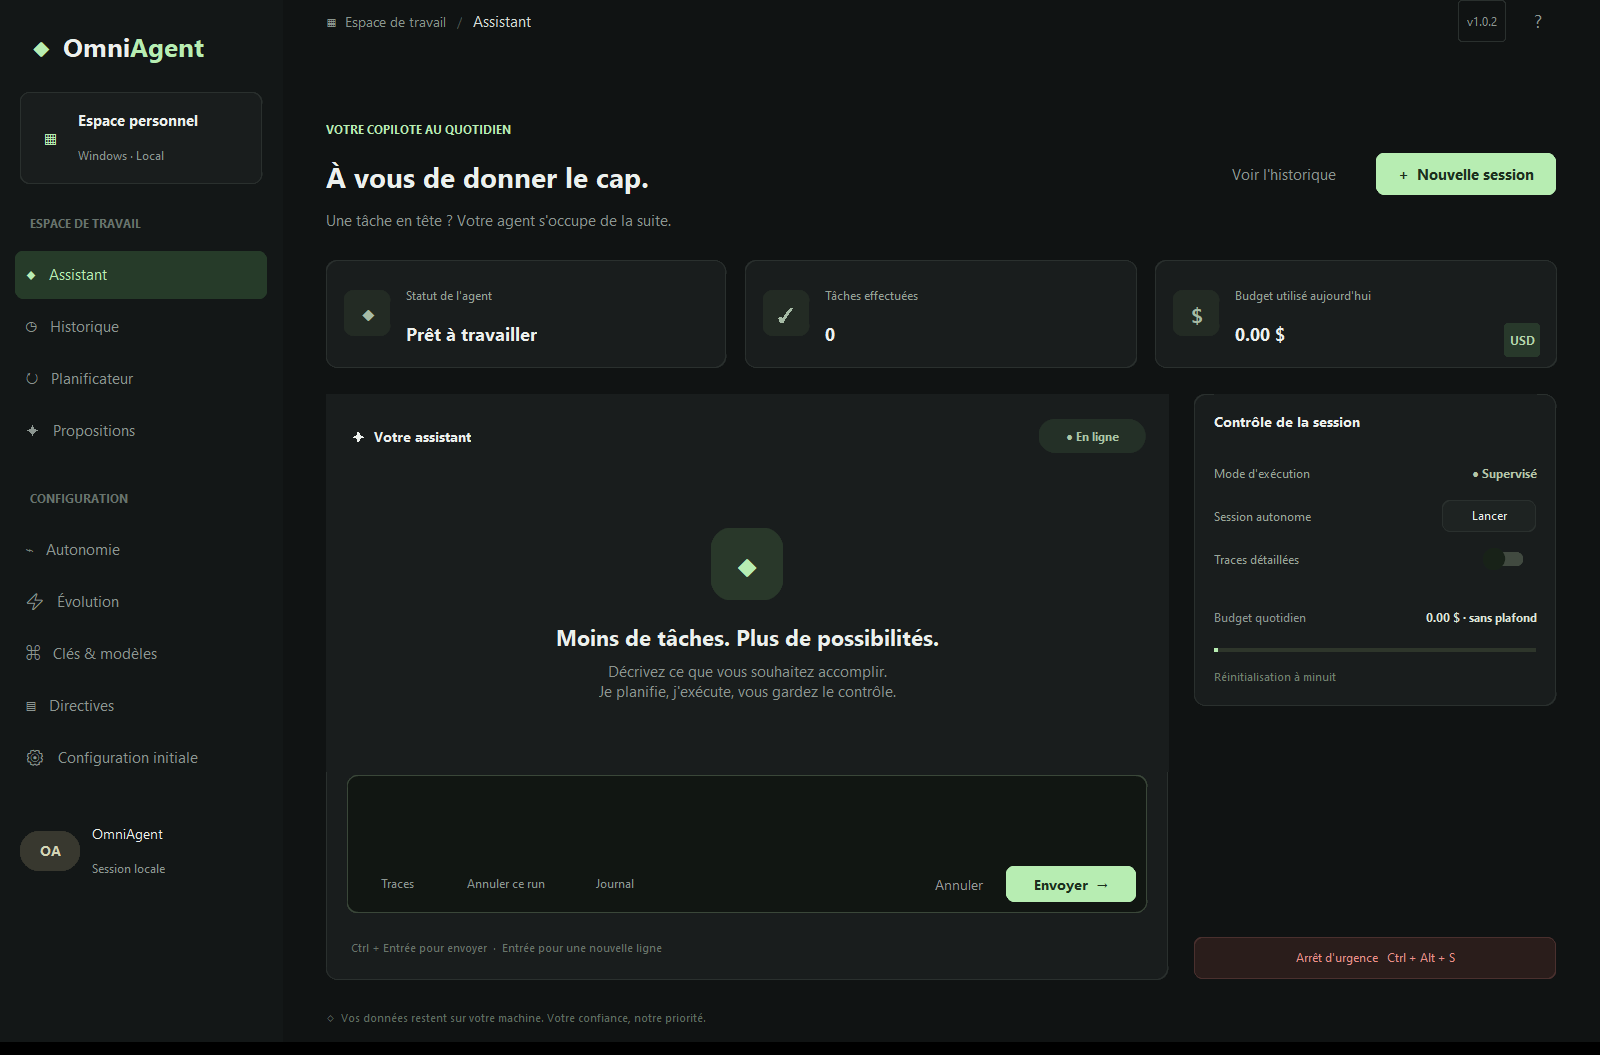 OmniAgent
Espace personnel
Windows · Local
ESPACE DE TRAVAIL
Assistant
Historique
Planificateur
Propositions
CONFIGURATION
Autonomie
Évolution
Clés & modèles
Directives
Configuration initiale
OA
OmniAgent
Session locale
Espace de travail / Assistant
v1.0.2
?
VOTRE COPILOTE AU QUOTIDIEN
À vous de donner le cap.
Une tâche en tête ? Votre agent s'occupe de la suite.
Voir l'historique
+ Nouvelle session
Statut de l'agent
Prêt à travailler
Tâches effectuées
0
$
Budget utilisé aujourd'hui
0.00 $
USD
Votre assistant
• En ligne
Moins de tâches. Plus de possibilités.
Décrivez ce que vous souhaitez accomplir.
Je planifie, j'exécute, vous gardez le contrôle.
Traces
Annuler ce run
Journal
Annuler
Envoyer →
Ctrl + Entrée pour envoyer · Entrée pour une nouvelle ligne
Contrôle de la session
Mode d'exécution
• Supervisé
Session autonome
Lancer
Traces détaillées
Budget quotidien
0.00 $ · sans plafond
Réinitialisation à minuit
Arrêt d'urgence Ctrl + Alt + S
Vos données restent sur votre machine. Votre confiance, notre priorité.